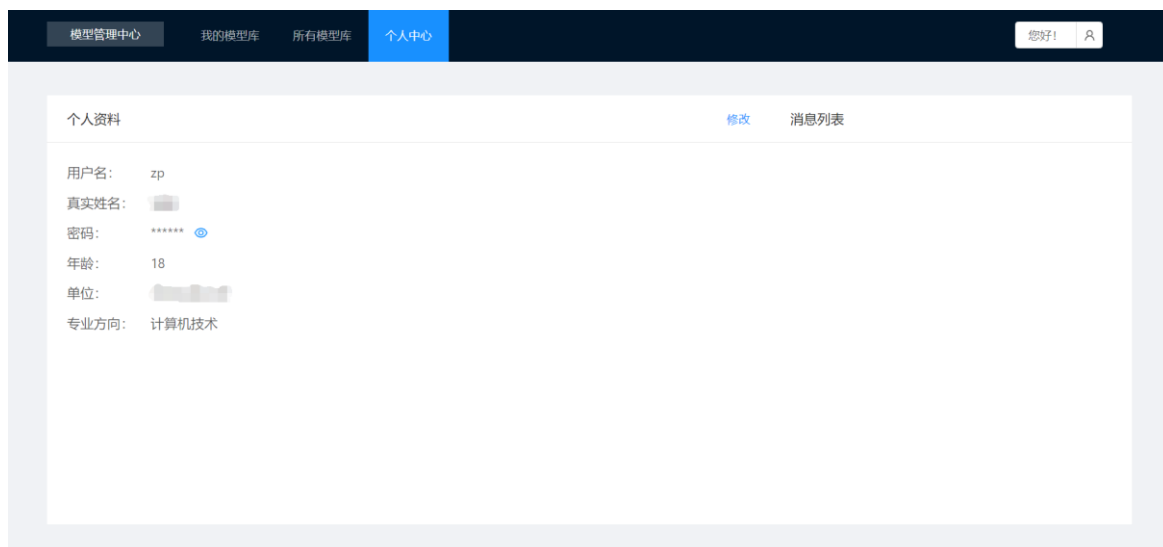 模型管理中心 我的模型库 所有模型库 个人中心 您好！
个人资料 修改 消息列表
用户名： zp
真实姓名：
密码： ******
年龄： 18
单位：
专业方向： 计算机技术